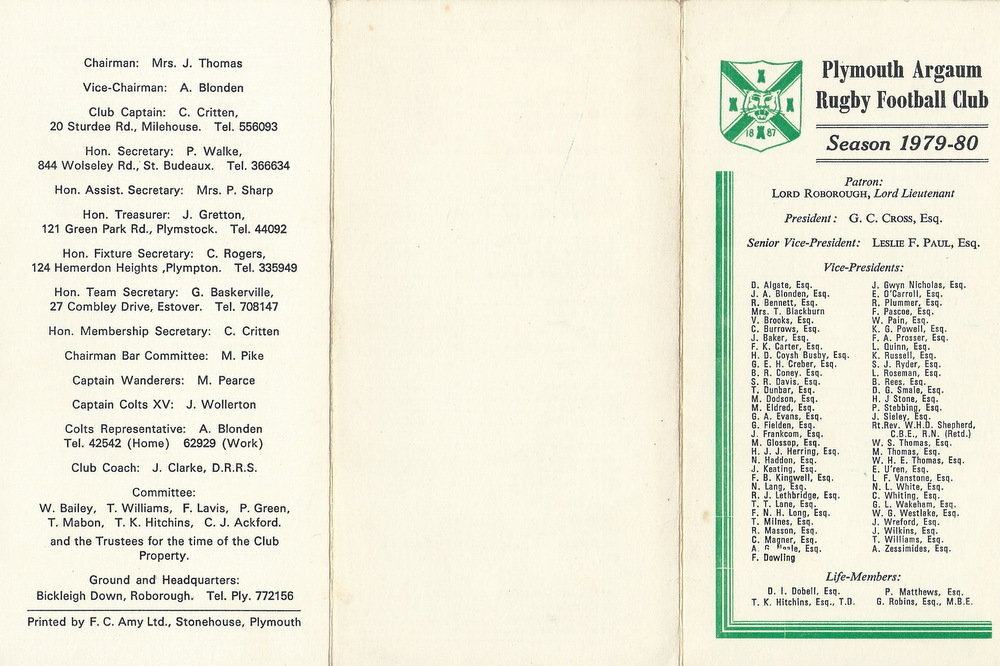 Chairman: Mrs. J. Thomas
Vice-Chairman: A. Blonden
Club Captain: C. Critten,
20 Sturdee Rd., Milehouse. Tel. 556093
Hon. Secretary: P. Walke,
844 Wolseley Rd., St. Budeaux. Tel. 366634
Hon. Assist. Secretary: Mrs. P. Sharp
Hon. Treasurer: J. Gretton,
121 Green Park Rd., Plymstock. Tel. 44092
Hon. Fixture Secretary: C. Rogers,
124 Hemerdon Heights ,Plympton. Tel. 335949
Hon. Team Secretary: G. Baskerville,
27 Combley Drive, Estover. Tel. 708147
Hon. Membership Secretary: C. Critten
Chairman Bar Committee: M. Pike
Captain Wanderers: M. Pearce
Captain Colts XV: J. Wollerton
Colts Representative: A. Blonden
Tel. 42542 (Home) 62929 (Work)
Club Coach: J. Clarke, D.R.R.S.
Committee:
W. Bailey, T. Williams, F. Lavis, P. Green,
T. Mabon, T. K. Hitchins, C. J. Ackford.
and the Trustees for the time of the Club
Property.
Ground and Headquarters:
Bickleigh Down, Roborough. Tel. Ply. 772156
Printed by F. C. Amy Ltd., Stonehouse, Plymouth
18 87
Plymouth Argaum
Rugby Football Club
Season 1979-80
Patron:
LORD ROBOROUGH, Lord Lieutenant
President: G. C. CROSS, Esq.
Senior Vice-President: LESLIE F. PAUL, Esq.
Vice-Presidents:
D. Algate, Esq.
J. A. Blonden, Esq.
R. Bennett, Esq.
Mrs. T. Blackburn
V. Brooks, Esq.
C. Burrows, Esq.
J. Baker, Esq.
F. K. Carter, Esq.
H. D. Coysh Busby, Esq.
G. E. H. Creber, Esq.
B. R. Coney. Esq.
S. R. Davis. Esq.
T. Dunbar, Esq.
M. Dodson, Esq.
M. Eldred, Esq.
G. A. Evans, Esq.
G. Fielden, Esq.
J. Frankcom, Esq.
M. Glossop, Esq.
H. J. J. Herring, Esq.
N. Haddon, Esq.
J. Keating, Esq.
F. B. Kingwell, Esq.
N. Lang, Esq.
R. J. Lethbridge, Esq.
T. T. Lane, Esq.
F. N. H. Long, Esq.
T. Milnes, Esq.
R. Masson, Esq.
C. Magner, Esq.
A. Esq.
F. Dowling
J. Gwyn Nicholas, Esq.
E. O'Carroll, Esq.
R. Plummer, Esq.
F. Pascoe, Esq.
W. Pain, Esq.
K. G. Powell, Esq.
F. A. Prosser, Esq.
L. Quinn, Esq.
K. Russell, Esq.
S. J. Ryder, Esq.
L. Roseman, Esq.
B. Rees. Esq.
D. G. Smale, Esq.
H. J Stone, Esq.
P. Stebbing, Esq.
J. Sieley, Esq.
Rt.Rev. W.H.D. Shepherd,
C.B.E., R.N. (Retd.)
W. S. Thomas, Esq.
M. Thomas, Esq.
W. H. E. Thomas, Esq.
E. U'ren, Esq.
L F. Vanstone, Esq.
N. L. White, Esq.
C. Whiting, Esq.
G. L. Wakeham, Esq.
W. G. Westlake, Esq.
J. Wreford, Esq.
J. Wilkins, Esq.
T. Williams, Esq.
A. Zessimides, Esq.
Life-Members:
D. I. Dobell, Esq. P. Matthews, Esq.
T. K. Hitchins, Esq., T.D. G. Robins, Esq., M.B.E.